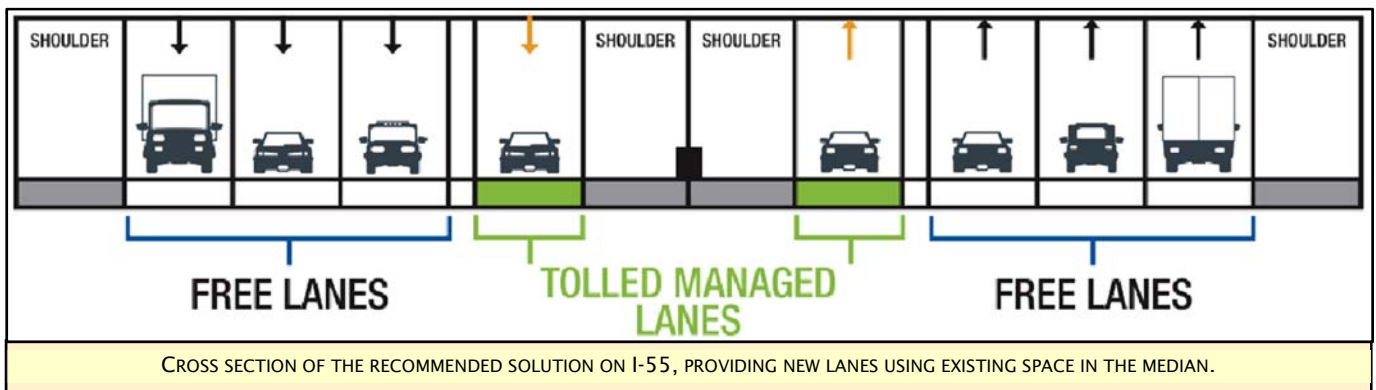 SHOULDER
SHOULDER
SHOULDER
SHOULDER
FREE LANES
TOLLED MANAGED
LANES
FREE LANES
CROSS SECTION OF THE RECOMMENDED SOLUTION ON I-55, PROVIDING NEW LANES USING EXISTING SPACE IN THE MEDIAN.